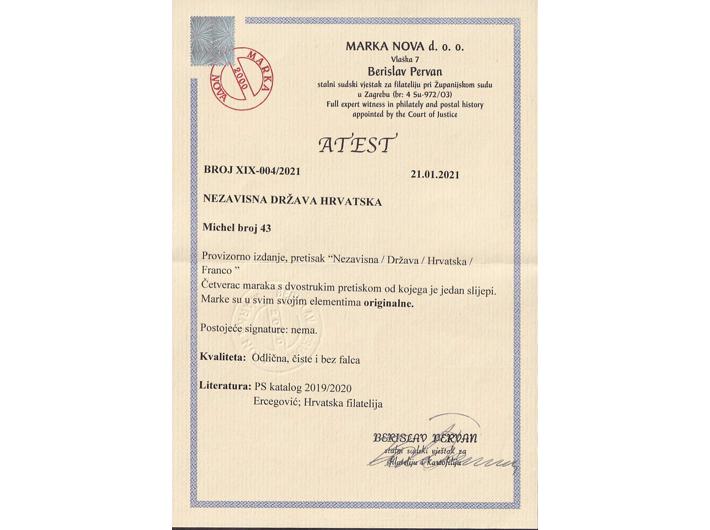 MARKA
2000
NOVA
MARKA NOVA d. o. o.
Vlaška 7
Berislav Pervan
stalni sudski vještak za filateliju pri Županijskom sudu
u Zagrebu (br: 4 Su-972/03)
Full expert witness in philately and postal history
appointed by the Court of Justice
ATEST
BROJ XIX-004/2021
21.01.2021
NEZAVISNA DRŽAVA HRVATSKA
Michel broj 43
Provizorno izdanje, pretisak “Nezavisna / Država / Hrvatska /
Franco ”
Četverac maraka s dvostrukim pretiskom od kojega je jedan slijepi.
Marke su u svim svojim elementima originalne.
Postojeće signature: nema.
Kvaliteta: Odlična, čiste i bez falca
Literatura: PS katalog 2019/2020
Ercegović; Hrvatska filatelija
BERISLAV PERVAN
stalni sudski vještak za
filateliju i kartofiliju